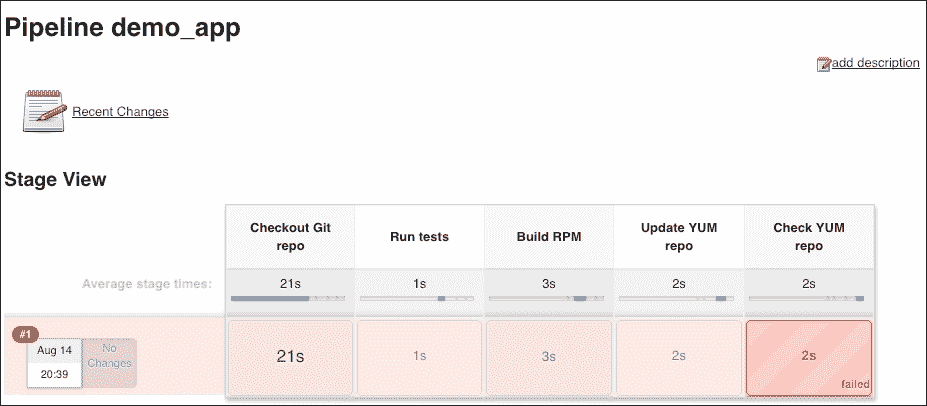 Pipeline demo_app
add description
Recent Changes
Stage View
Checkout Git
repo
Run tests
Build RPM
Update YUM
repo
Check YUM
repo
Average stage times:
21s
1s
3s
2s
2s
#1
Aug 14
20:39
No
Changes
21s
1s
3s
2s
2s
failed